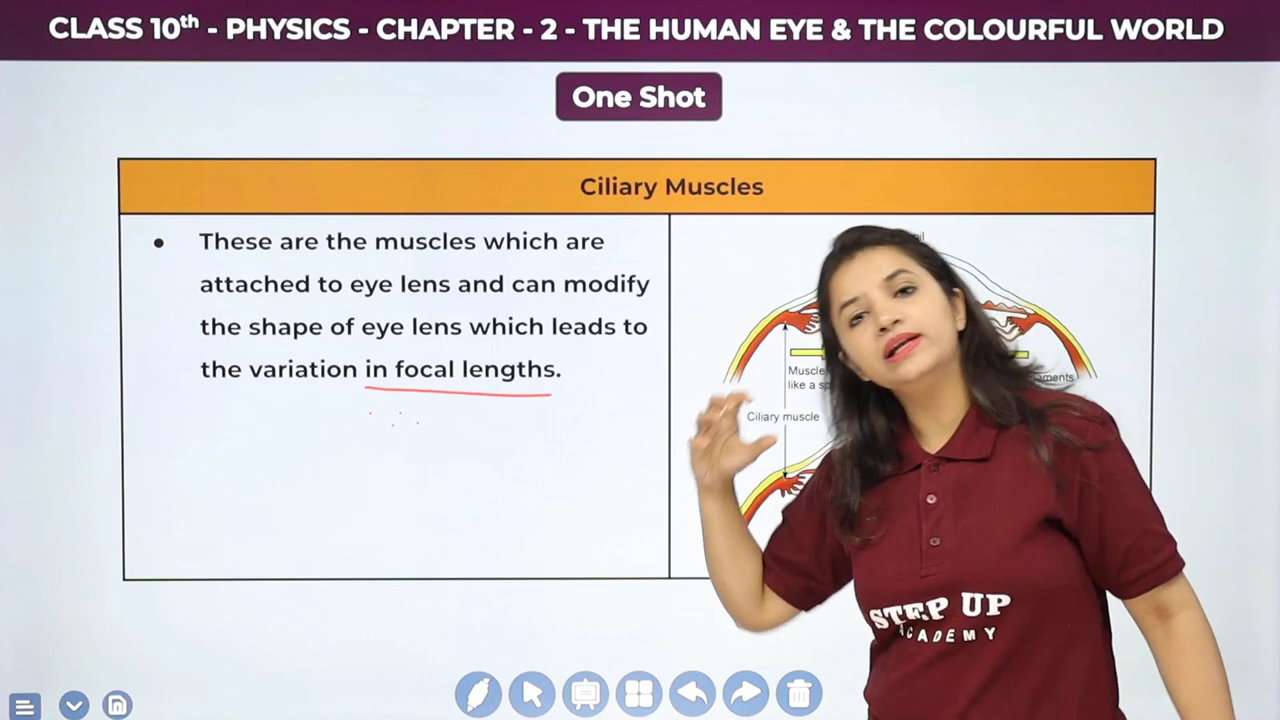 CLASS 10th - PHYSICS - CHAPTER - 2 - THE HUMAN EYE & THE COLOURFUL WORLD
One Shot
Ciliary Muscles
• These are the muscles which are
attached to eye lens and can modify
the shape of eye lens which leads to
the variation in focal lengths.
like a
Ciliary muscle
STEP UP
ACADEMY